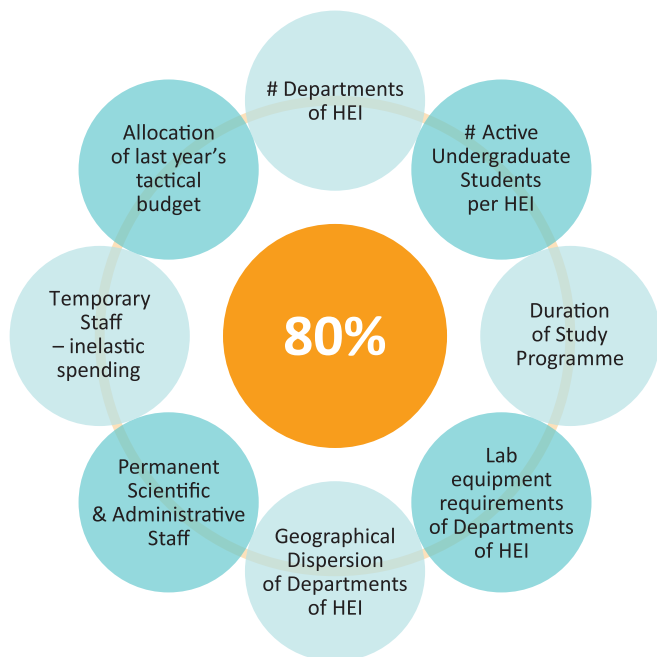 # Departments
of HEI
# Active
Undergraduate
Students
per HEI
Duration
of Study
Programme
Lab
equipment
requirements
of Departments
of HEI
Geographical
Dispersion
of Departments
of HEI
Permanent
Scientific
& Administrative
Staff
Temporary
Staff
– inelastic
spending
Allocation
of last year's
tactical
budget
80%